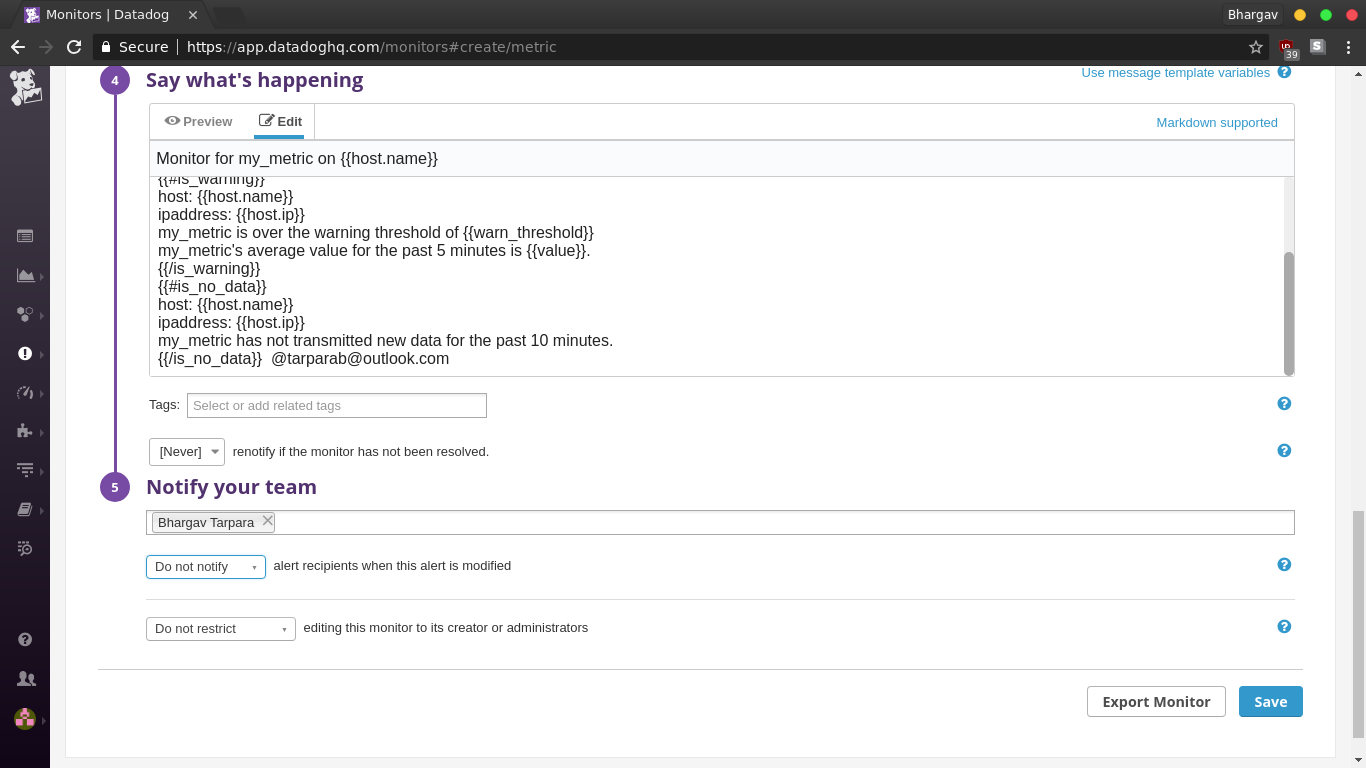 Monitors | Datadog
Bhargav
Secure
https://app.datadoghq.com/monitors#create/metric
39
S
4
Say what's happening
Use message template variables
Preview
Edit
Markdown supported
Monitor for my_metric on {{host.name}}
{{#is_warning}}
host: {{host.name}}
ipaddress: {{host.ip}}
my_metric is over the warning threshold of {{warn_threshold}}
my_metric's average value for the past 5 minutes is {{value}}.
{{/is_warning}}
{{#is_no_data}}
host: {{host.name}}
ipaddress: {{host.ip}}
my_metric has not transmitted new data for the past 10 minutes.
{{/is_no_data}}  @tarparab@outlook.com
Tags:
Select or add related tags
[Never]
renotify if the monitor has not been resolved.
5
Notify your team
Bhargav Tarpara
Do not notify
alert recipients when this alert is modified
Do not restrict
editing this monitor to its creator or administrators
Export Monitor
Save